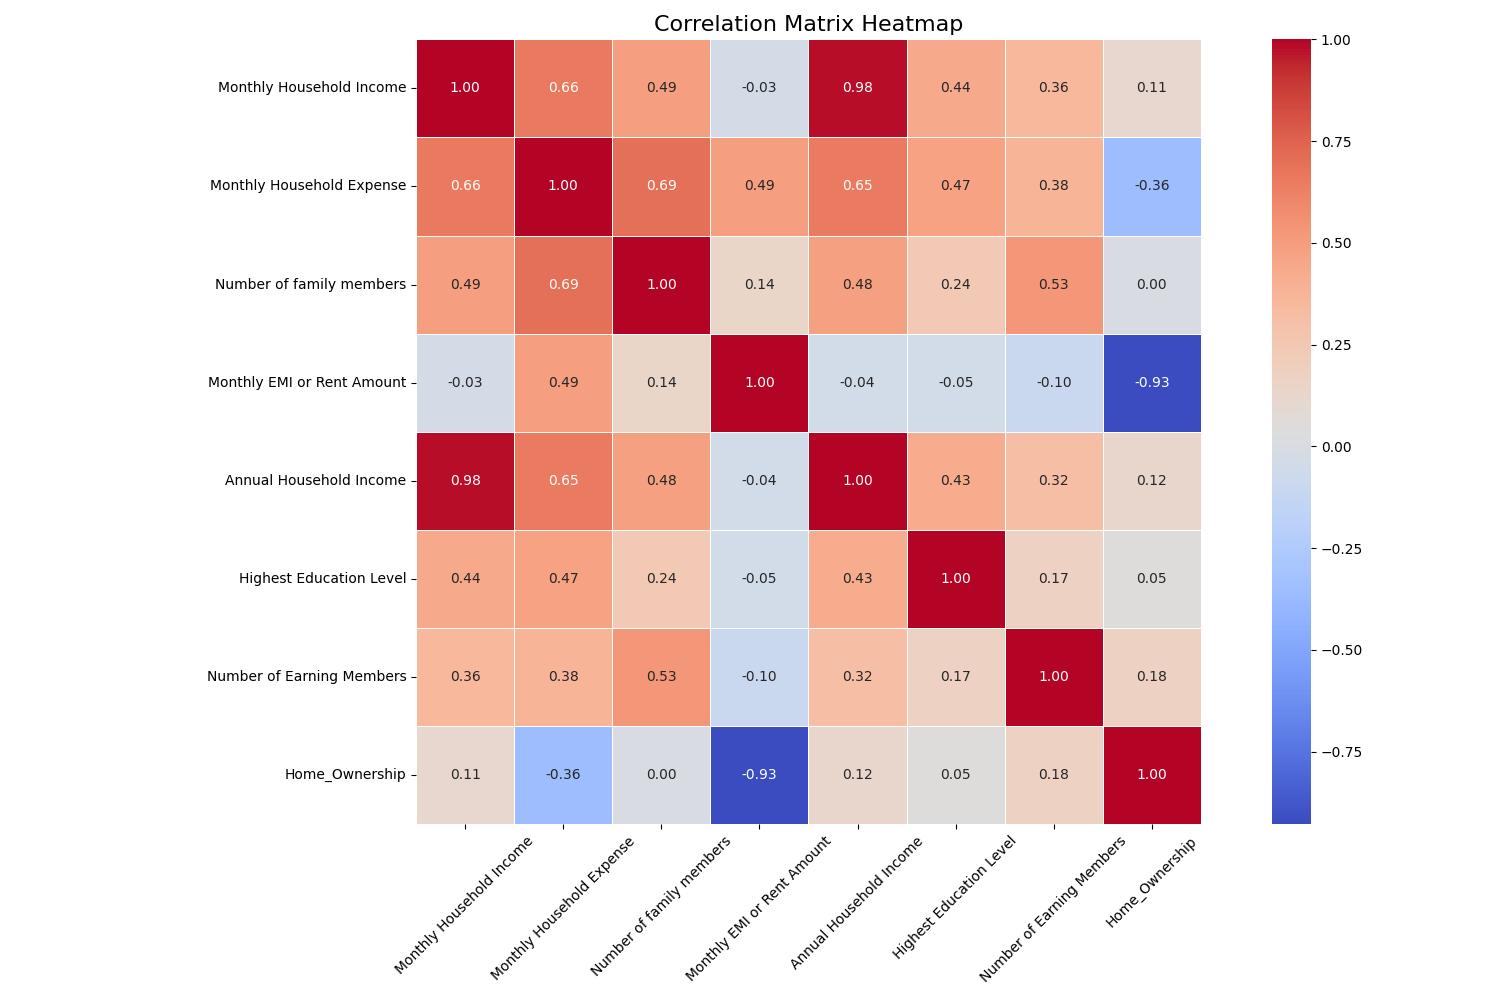 Correlation Matrix Heatmap
Monthly Household Income 1.00 0.66 0.49 -0.03 0.98 0.44 0.36 0.11
Monthly Household Expense 0.66 1.00 0.69 0.49 0.65 0.47 0.38 -0.36
Number of family members 0.49 0.69 1.00 0.14 0.48 0.24 0.53 0.00
Monthly EMI or Rent Amount -0.03 0.49 0.14 1.00 -0.04 -0.05 -0.10 -0.93
Annual Household Income 0.98 0.65 0.48 -0.04 1.00 0.43 0.32 0.12
Highest Education Level 0.44 0.47 0.24 -0.05 0.43 1.00 0.17 0.05
Number of Earning Members 0.36 0.38 0.53 -0.10 0.32 0.17 1.00 0.18
Home_Ownership 0.11 -0.36 0.00 -0.93 0.12 0.05 0.18 1.00
Monthly Household Income
Monthly Household Expense
Number of family members
Monthly EMI or Rent Amount
Annual Household Income
Highest Education Level
Number of Earning Members
Home_Ownership
1.00
0.75
0.50
0.25
0.00
−0.25
−0.50
−0.75